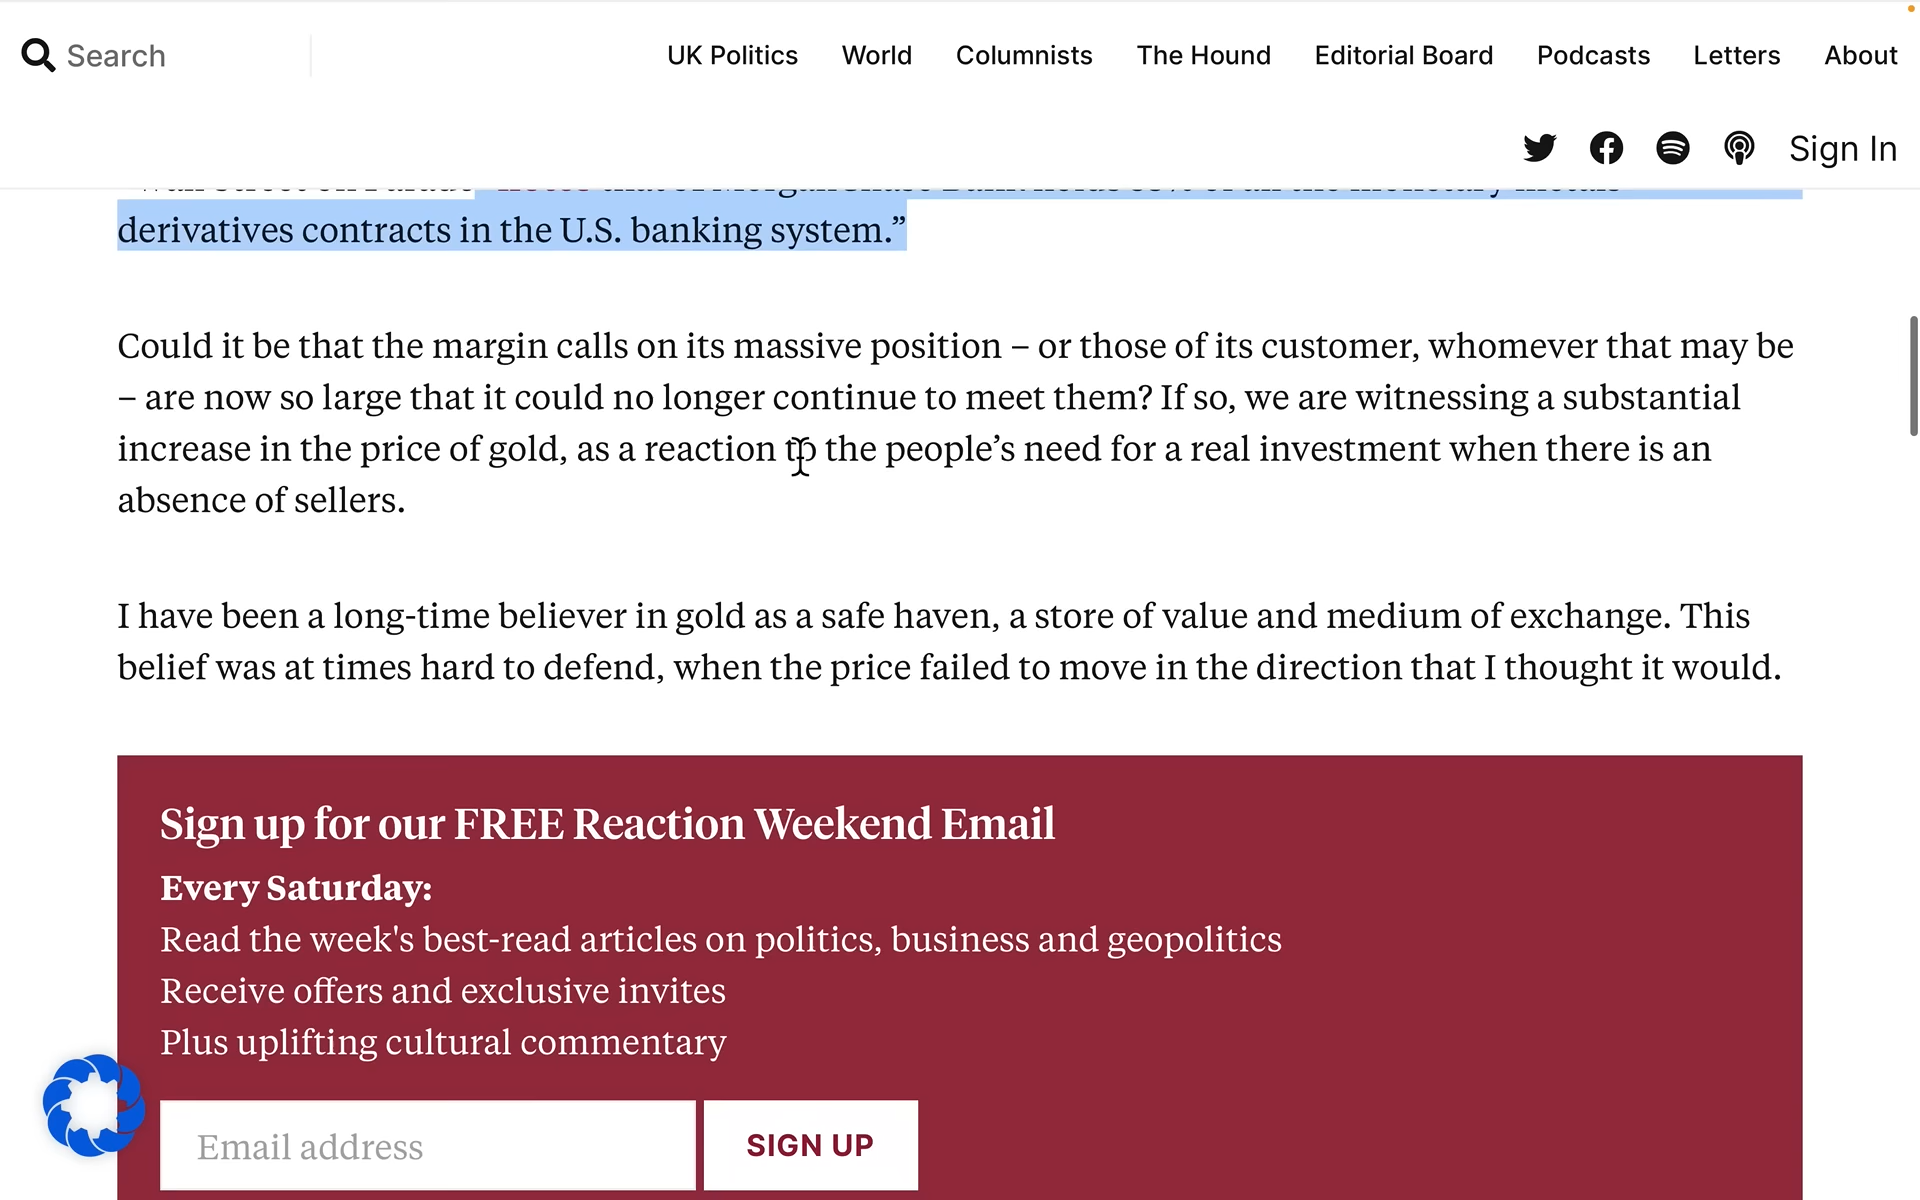 Search
UK Politics World Columnists The Hound Editorial Board Podcasts Letters About
Sign In
derivatives contracts in the U.S. banking system.”
Could it be that the margin calls on its massive position – or those of its customer, whomever that may be
– are now so large that it could no longer continue to meet them? If so, we are witnessing a substantial
increase in the price of gold, as a reaction to the people’s need for a real investment when there is an
absence of sellers.
I have been a long-time believer in gold as a safe haven, a store of value and medium of exchange. This
belief was at times hard to defend, when the price failed to move in the direction that I thought it would.
Sign up for our FREE Reaction Weekend Email
Every Saturday:
Read the week's best-read articles on politics, business and geopolitics
Receive offers and exclusive invites
Plus uplifting cultural commentary
Email address
SIGN UP